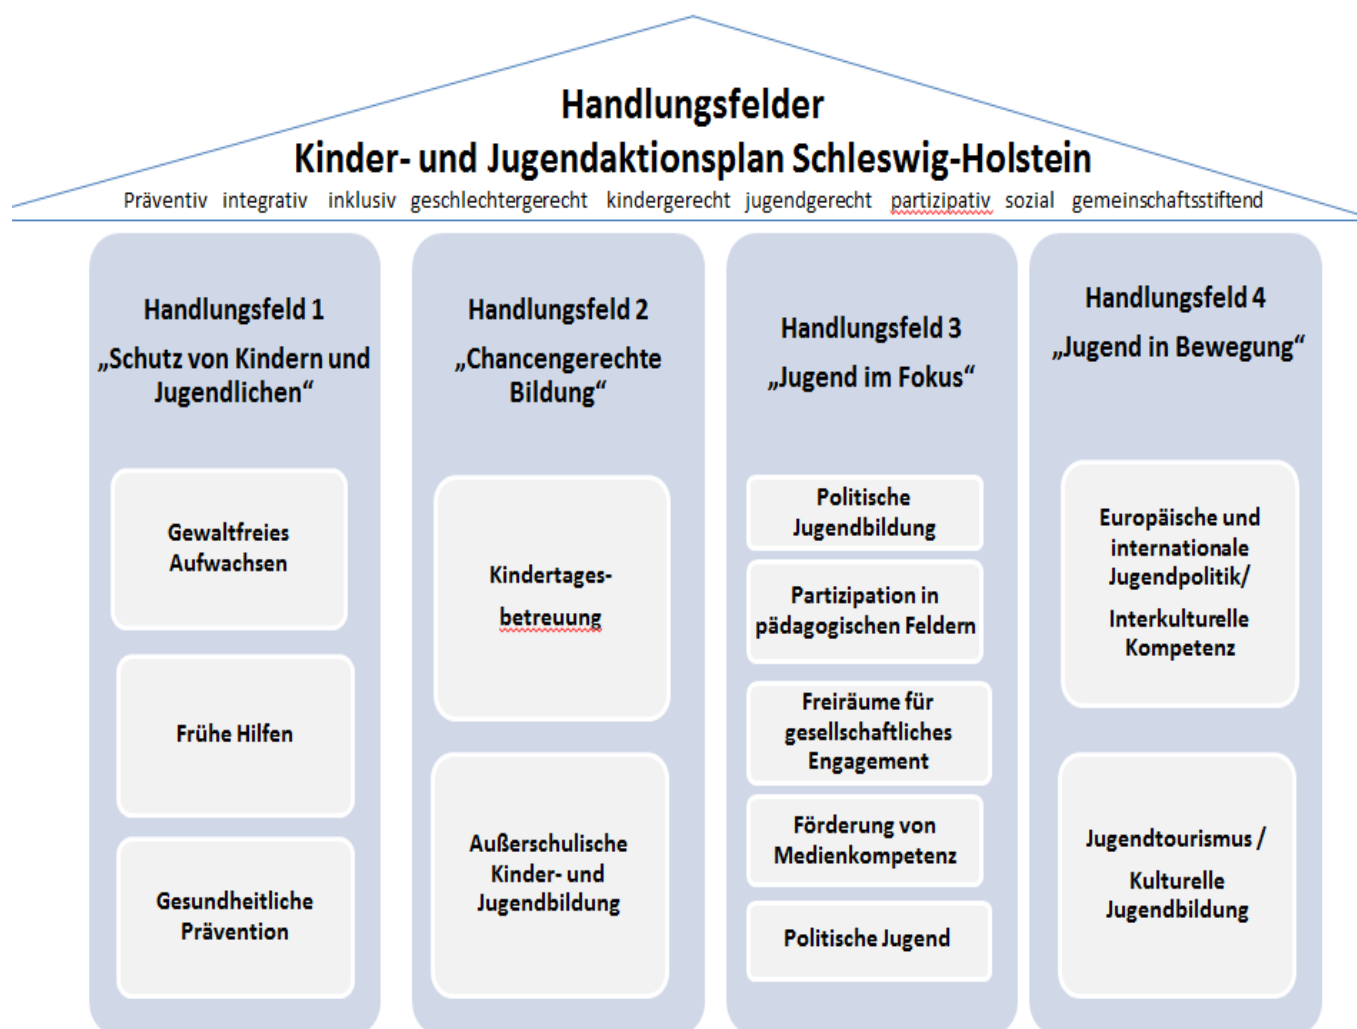 Handlungsfelder
Kinder- und Jugendaktionsplan Schleswig-Holstein
Präventiv integrativ inklusiv geschlechtergerecht kindergerecht jugendgerecht partizipativ sozial gemeinschaftsstiftend
Handlungsfeld 1
„Schutz von Kindern und
Jugendlichen“
Gewaltfreies
Aufwachsen
Frühe Hilfen
Gesundheitliche
Prävention
Handlungsfeld 2
„Chancengerechte
Bildung“
Kindertages-
betreuung
Außerschulische
Kinder- und
Jugendbildung
Handlungsfeld 3
„Jugend im Fokus“
Politische
Jugendbildung
Partizipation in
pädagogischen Feldern
Freiräume für
gesellschaftliches
Engagement
Förderung von
Medienkompetenz
Politische Jugend
Handlungsfeld 4
„Jugend in Bewegung“
Europäische und
internationale
Jugendpolitik/
Interkulturelle
Kompetenz
Jugendtourismus /
Kulturelle
Jugendbildung